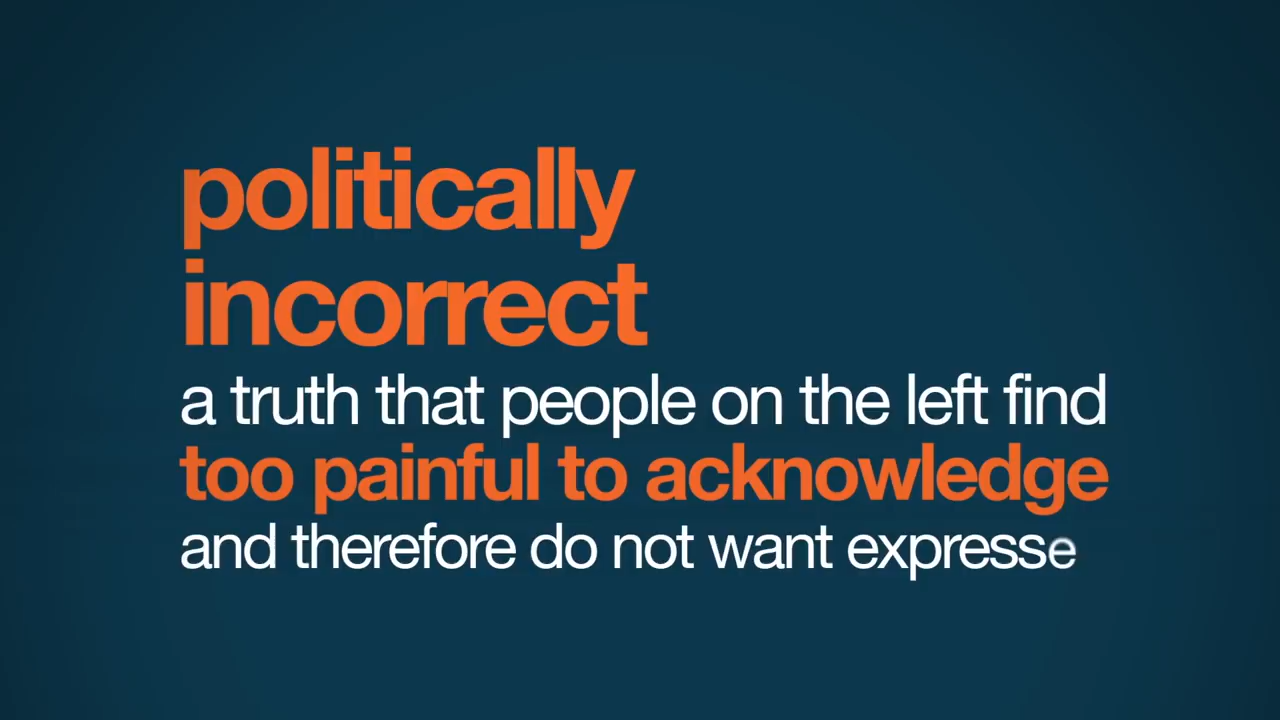 politically
incorrect
a truth that people on the left find
too painful to acknowledge
and therefore do not want expresse